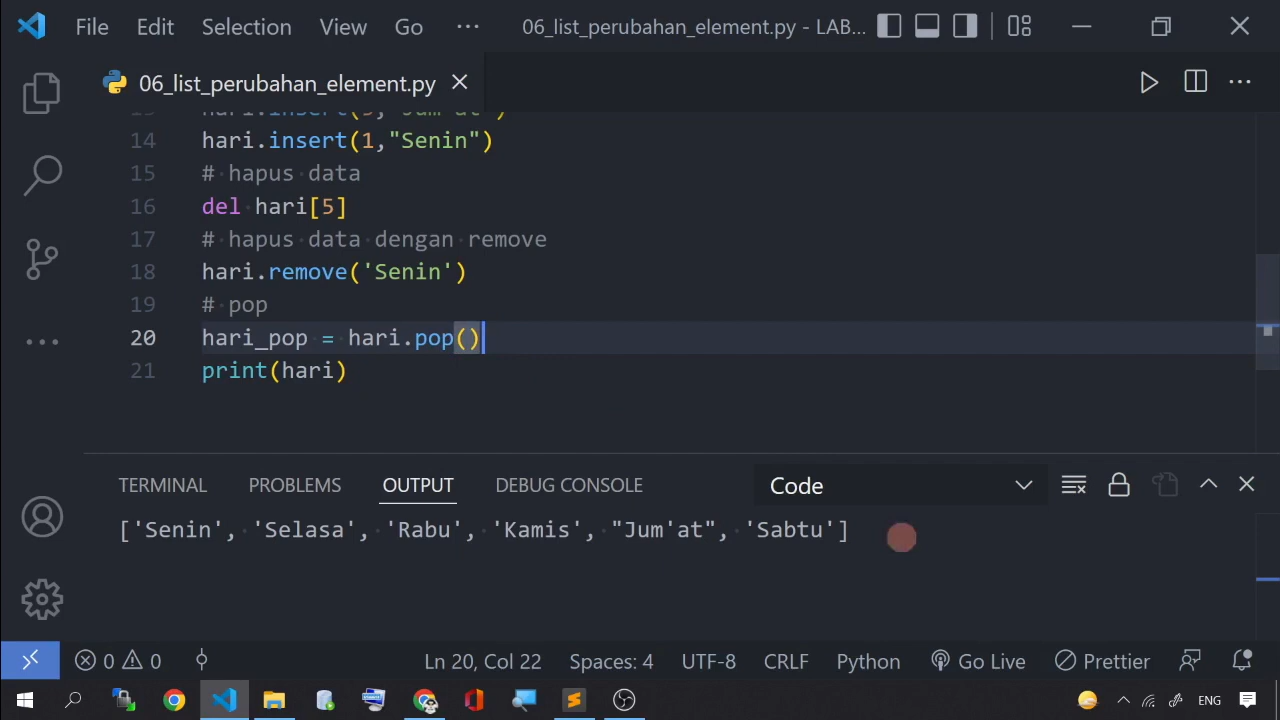 File Edit Selection View Go ··· 06_list_perubahan_element.py - LAB...
06_list_perubahan_element.py
14 hari.insert(1,"Senin")
15 # hapus data
16 del hari[5]
17 # hapus data dengan remove
18 hari.remove('Senin')
19 # pop
20 hari_pop = hari.pop()
21 print(hari)
TERMINAL PROBLEMS OUTPUT DEBUG CONSOLE Code
['Senin', 'Selasa', 'Rabu', 'Kamis', "Jum'at", 'Sabtu']
0 0 Ln 20, Col 22 Spaces: 4 UTF-8 CRLF Python Go Live Prettier
ENG